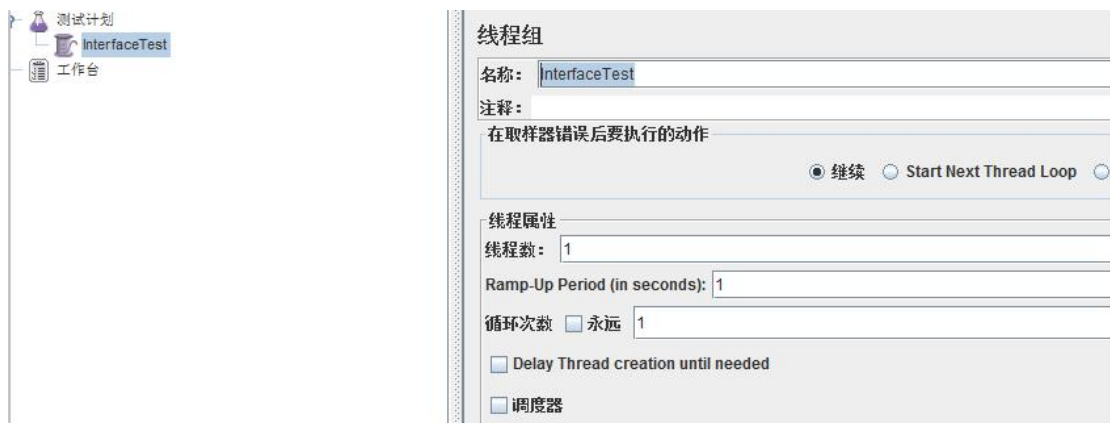 测试计划
InterfaceTest
工作台
线程组
名称： InterfaceTest
注释：
在取样器错误后要执行的动作
继续 Start Next Thread Loop
线程属性
线程数： 1
Ramp-Up Period (in seconds): 1
循环次数 永远 1
Delay Thread creation until needed
调度器